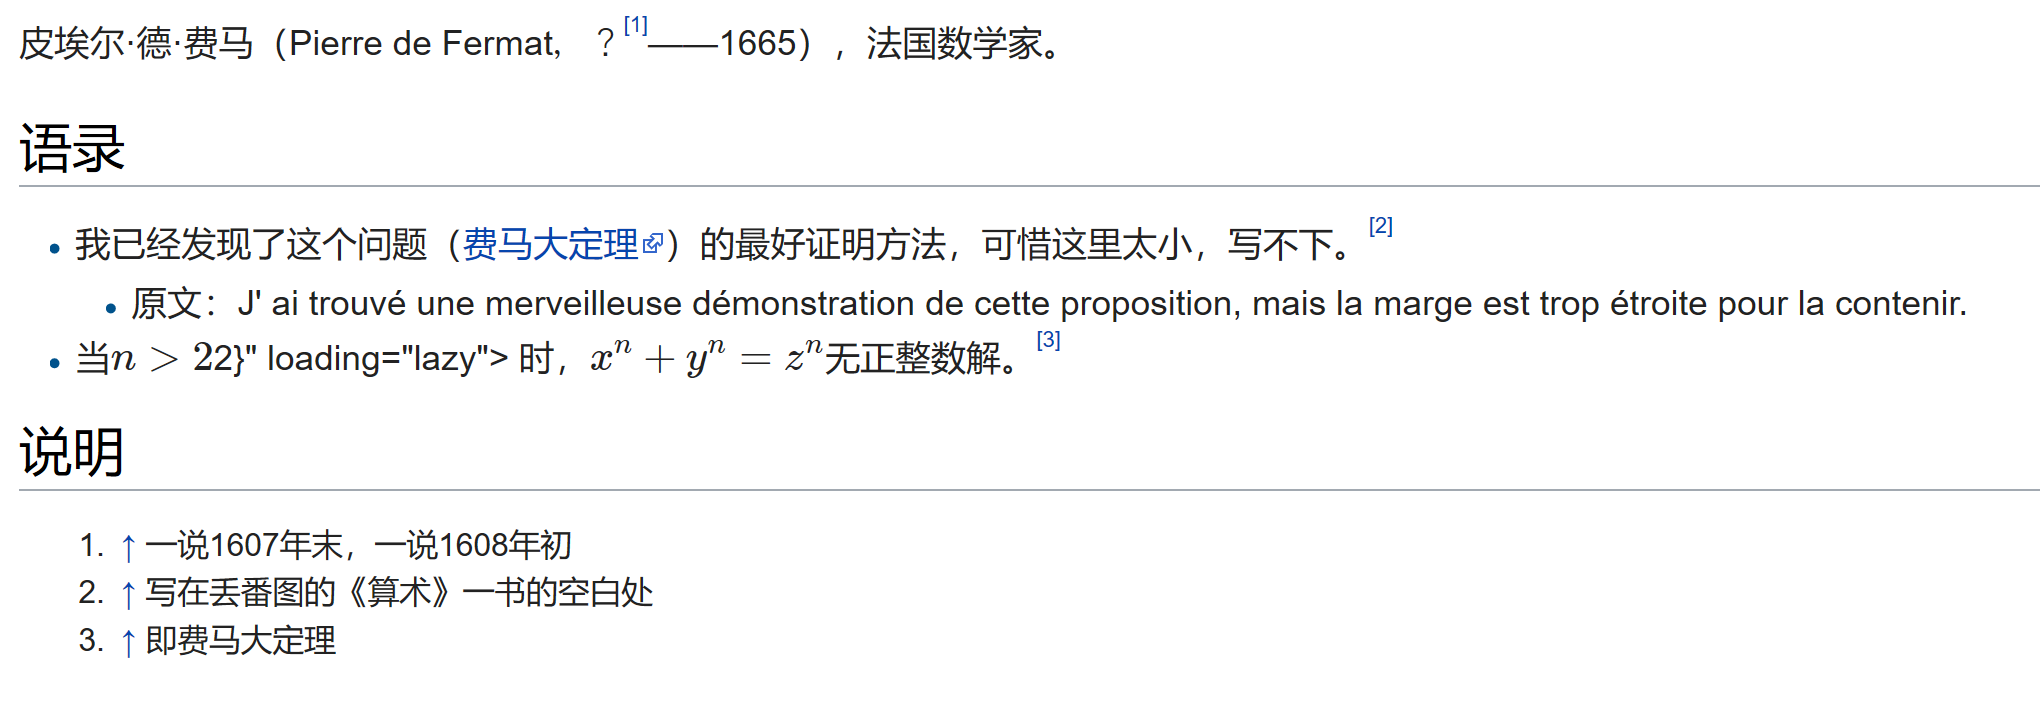 皮埃尔·德·费马（Pierre de Fermat，？[1]——1665），法国数学家。
语录
• 我已经发现了这个问题（费马大定理）的最好证明方法，可惜这里太小，写不下。[2]
• 原文：J' ai trouvé une merveilleuse démonstration de cette proposition, mais la marge est trop étroite pour la contenir.
• 当n > 22}" loading="lazy"> 时，xⁿ + yⁿ = zⁿ无正整数解。[3]
说明
1. ↑ 一说1607年末，一说1608年初
2. ↑ 写在丢番图的《算术》一书的空白处
3. ↑ 即费马大定理